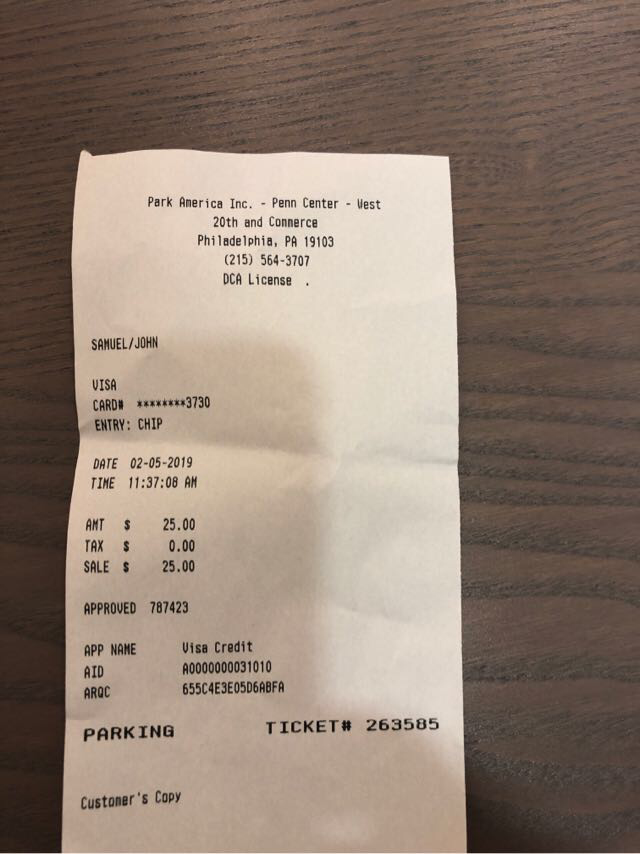 Park America Inc. - Penn Center - West
20th and Commerce
Philadelphia, PA 19103
(215) 564-3707
DCA License .
SAMUEL/JOHN
VISA
CARD# ********3730
ENTRY: CHIP
DATE 02-05-2019
TIME 11:37:08 AM
AMT $ 25.00
TAX $ 0.00
SALE $ 25.00
APPROVED 787423
APP NAME Visa Credit
AID A0000000031010
ARQC 655C4E3E05D6ABFA
PARKING TICKET# 263585
Customer's Copy